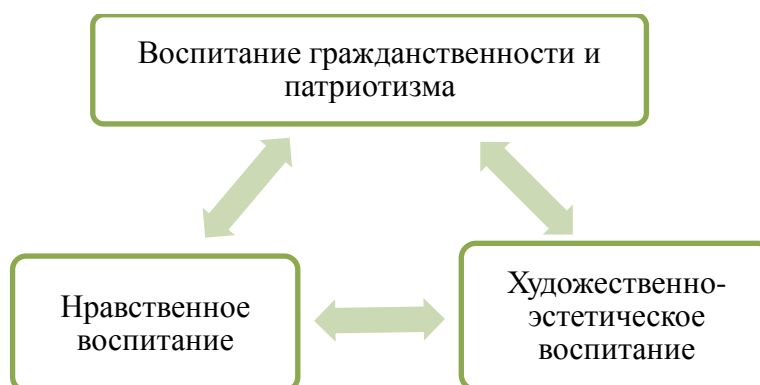 Воспитание гражданственности и
патриотизма
Нравственное
воспитание
Художественно-
эстетическое
воспитание